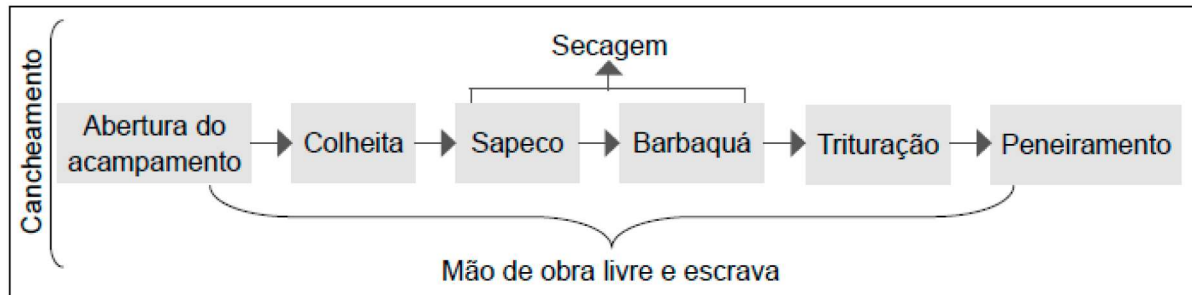 Cancheamento
Secagem
Abertura do
acampamento
Colheita
Sapeco
Barbaquá
Trituração
Peneiramento
Mão de obra livre e escrava